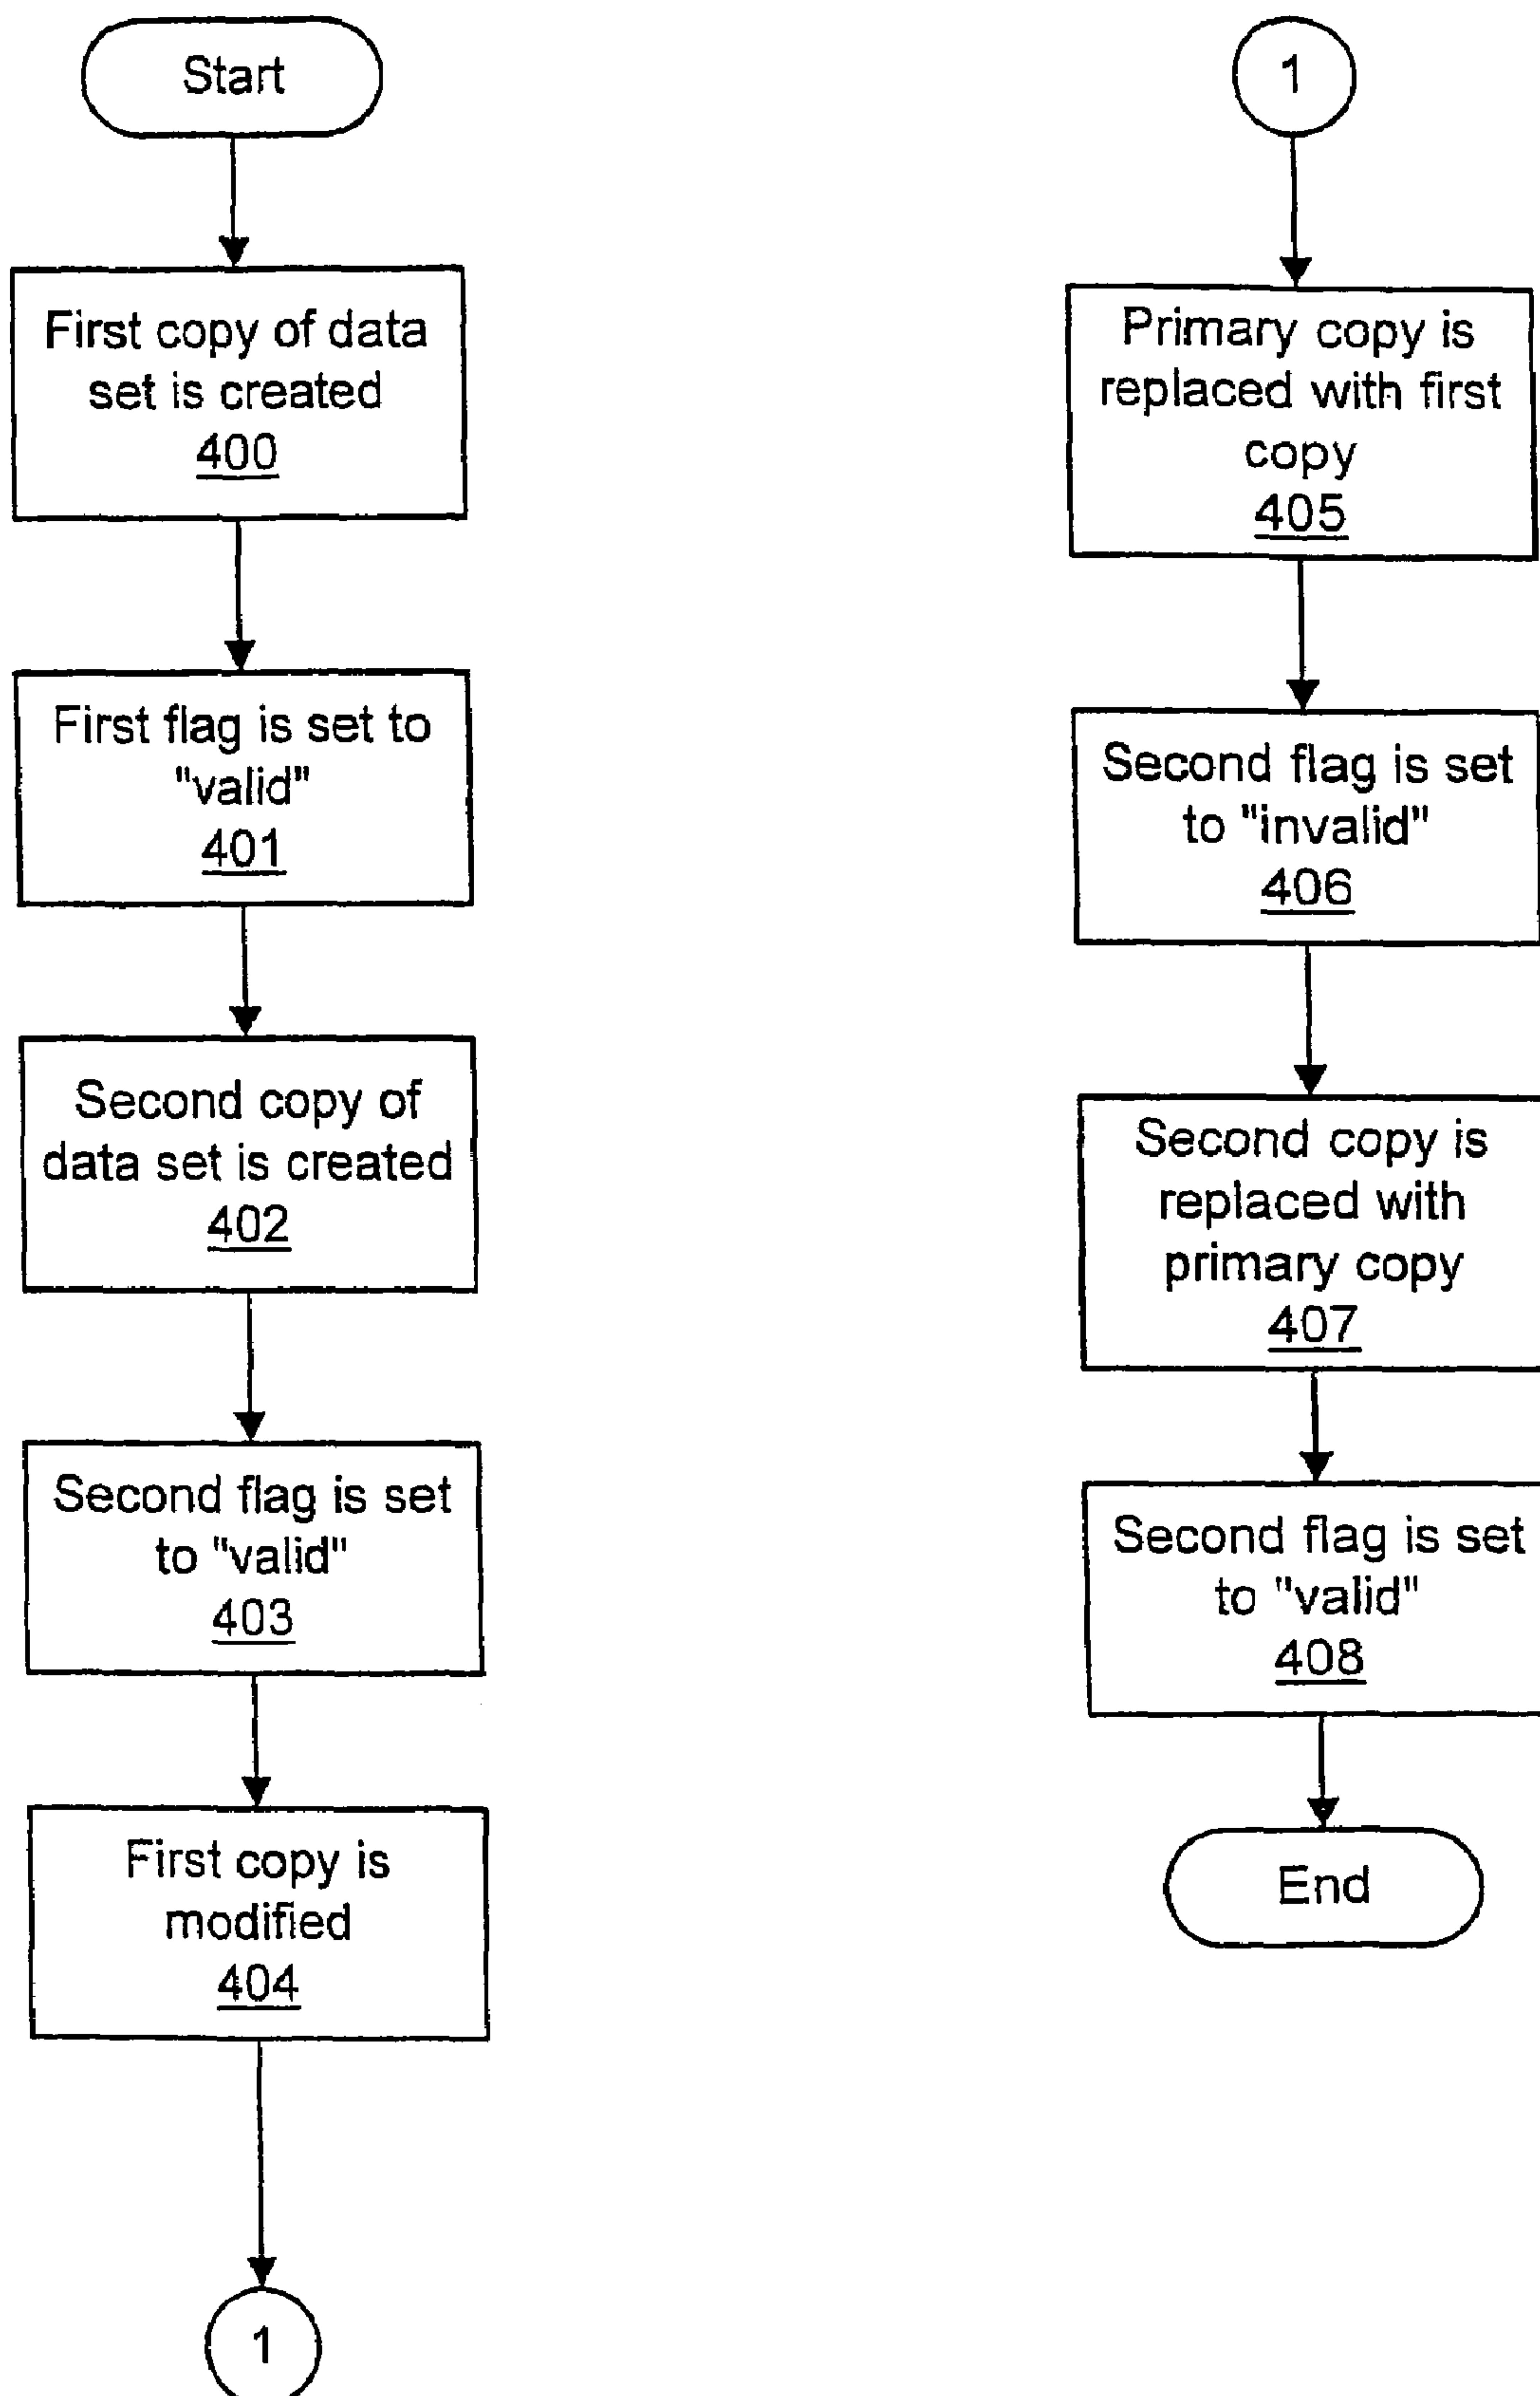 Start
First copy of data
set is created
400
First flag is set to
"valid"
401
Second copy of
data set is created
402
Second flag is set
to "valid"
403
First copy is
modified
404
1
1
Primary copy is
replaced with first
copy
405
Second flag is set
to "invalid"
406
Second copy is
replaced with
primary copy
407
Second flag is set
to "valid"
408
End